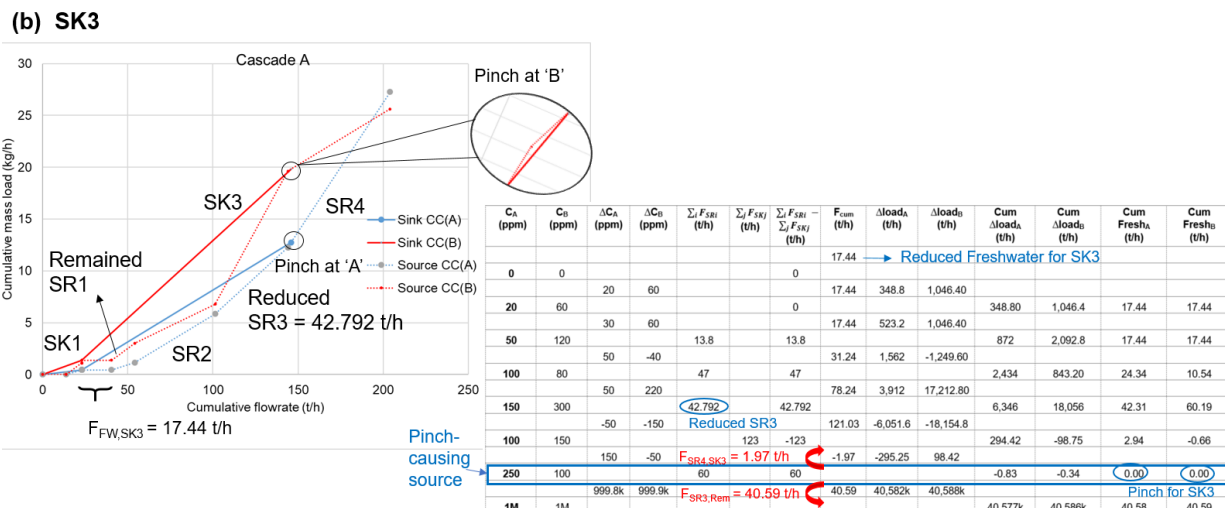 (b) SK3
Cascade A
Cumulative mass load (kg/h)
30
25
20
15
10
5
0
0
50
100
150
200
250
Cumulative flowrate (t/h)
Pinch at ‘B’
SK3
SR4
Sink CC(A)
Sink CC(B)
Source CC(A)
Source CC(B)
Pinch at ‘A’
Remained
SR1
Reduced
SR3 = 42.792 t/h
SK1
SR2
F_FW,SK3 = 17.44 t/h
Pinch-
causing
source
C_A (ppm) C_B (ppm) ΔC_A (ppm) ΔC_B (ppm) ∑_i F_SRi (t/h) ∑_j F_SKj (t/h) ∑_i F_SRi − ∑_j F_SKj (t/h) F_cum (t/h) Δload_A (t/h) Δload_B (t/h) Cum Δload_A (t/h) Cum Δload_B (t/h) Cum Fresh_A (t/h) Cum Fresh_B (t/h)
17.44 Reduced Freshwater for SK3
0 0 0
20 60 17.44 348.8 1,046.40
20 60 0 348.80 1,046.4 17.44 17.44
30 60 17.44 523.2 1,046.40
50 120 13.8 13.8 872 2,092.8 17.44 17.44
50 -40 31.24 1,562 -1,249.60
100 80 47 47 2,434 843.20 24.34 10.54
50 220 78.24 3,912 17,212.80
150 300 42.792 42.792 6,346 18,056 42.31 60.19
-50 -150 Reduced SR3 121.03 -6,051.6 -18,154.8
100 150 123 -123 294.42 -98.75 2.94 -0.66
150 -50 F_SR4,SK3 = 1.97 t/h -1.97 -295.25 98.42
250 100 60 60 -0.83 -0.34 0.00 0.00
999.8k 999.9k F_SR3,Rem = 40.59 t/h 40.59 40,582k 40,588k Pinch for SK3
1M 1M 40,577k 40,586k 40.58 40.59